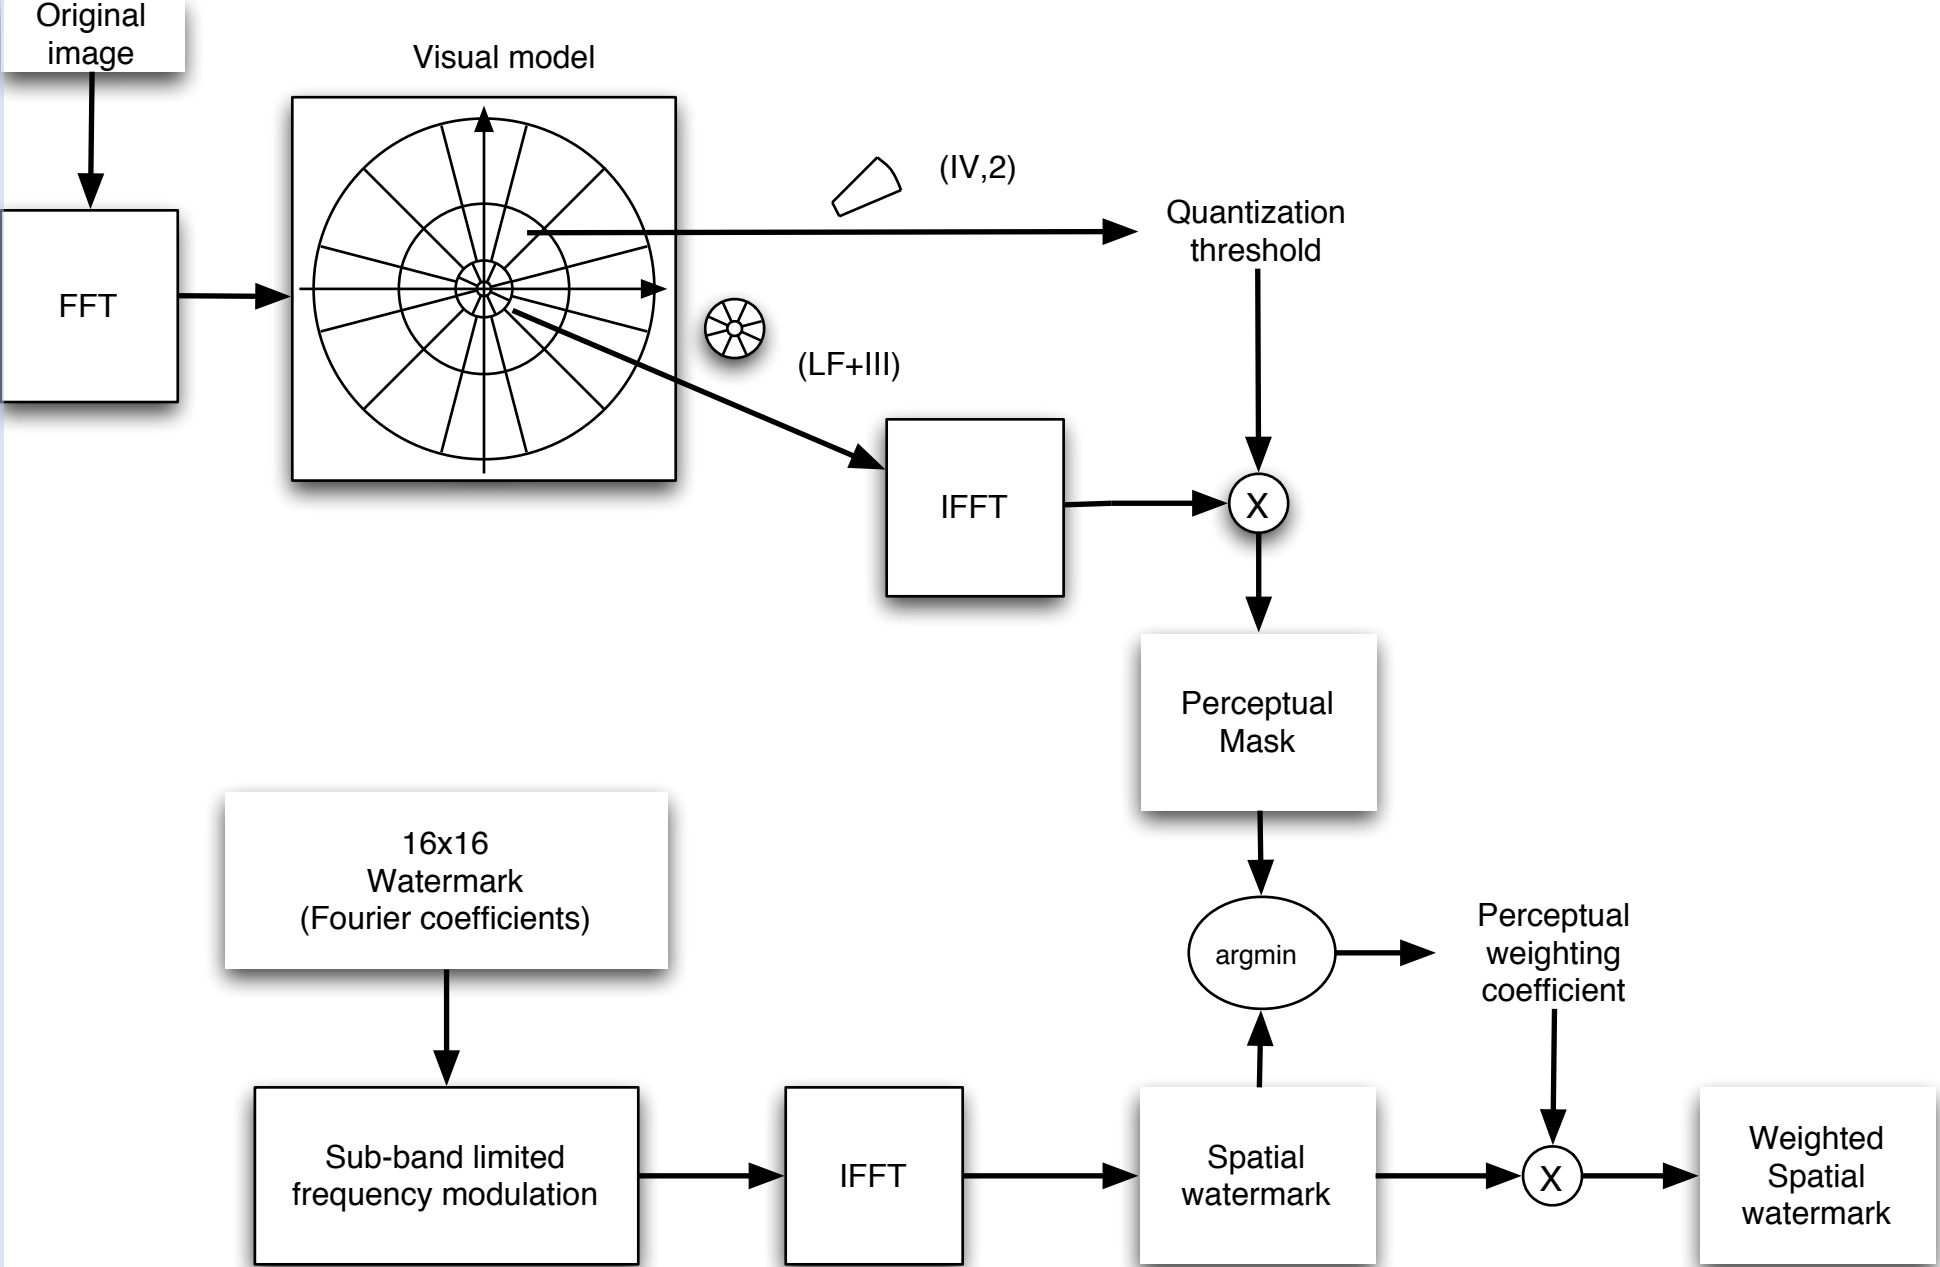 Original
image
Visual model
(IV,2)
Quantization
threshold
FFT
(LF+III)
IFFT
X
Perceptual
Mask
16x16
Watermark
(Fourier coefficients)
argmin
Perceptual
weighting
coefficient
Sub-band limited
frequency modulation
IFFT
Spatial
watermark
X
Weighted
Spatial
watermark